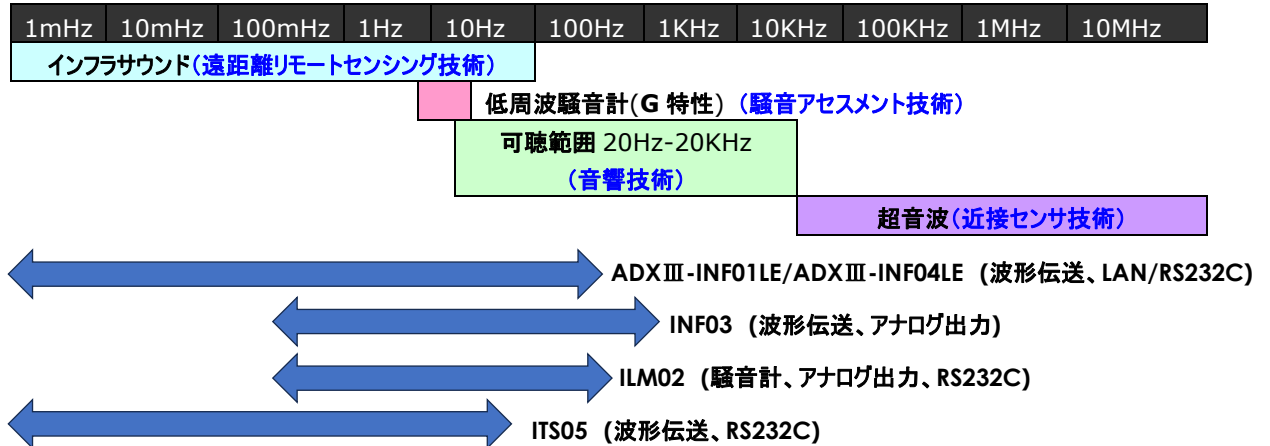 1mHz 10mHz 100mHz 1Hz 10Hz 100Hz 1KHz 10KHz 100KHz 1MHz 10MHz
インフラサウンド(遠距離リモートセンシング技術)
低周波騒音計(G 特性) (騒音アセスメント技術)
可聴範囲 20Hz-20KHz
(音響技術)
超音波(近接センサ技術)
ADXⅢ-INF01LE/ADXⅢ-INF04LE (波形伝送、LAN/RS232C)
INF03 (波形伝送、アナログ出力)
ILM02 (騒音計、アナログ出力、RS232C)
ITS05 (波形伝送、RS232C)